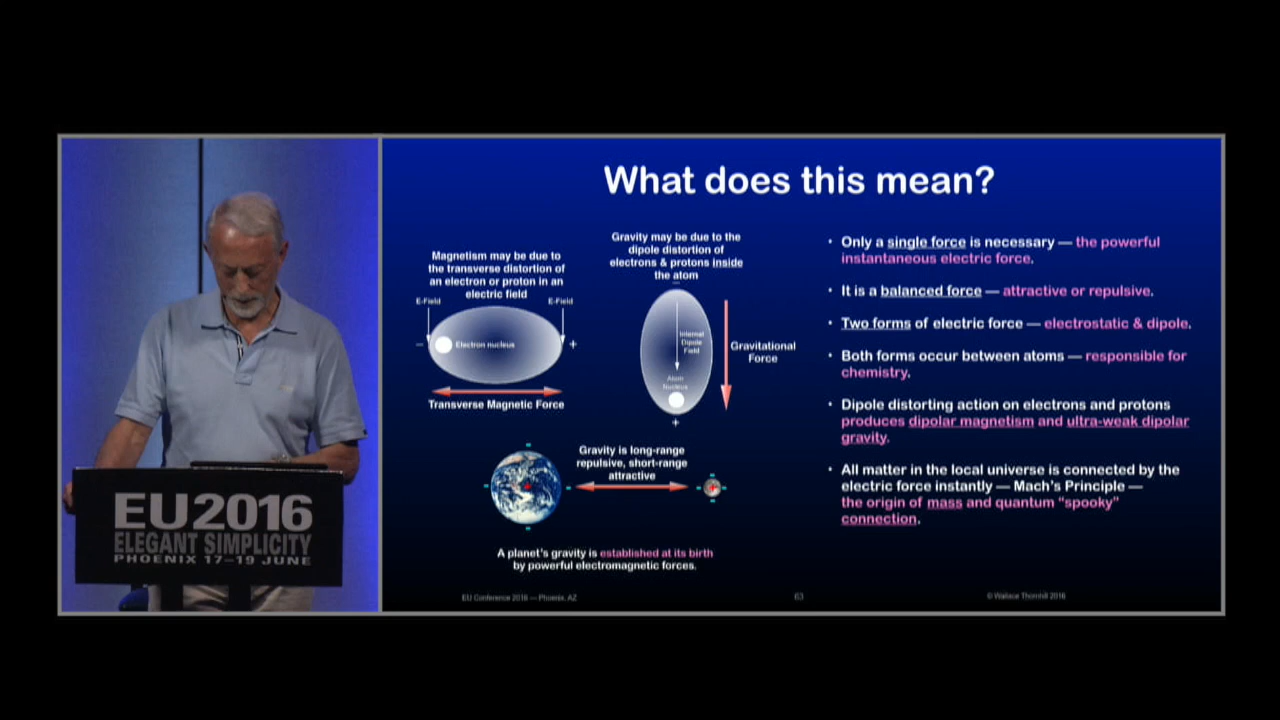 What does this mean?
Magnetism may be due to
the transverse distortion of
an electron or proton in an
electric field
E-Field
E-Field
−
Electron nucleus
+
Transverse Magnetic Force
Gravity may be due to the
dipole distortion of
electrons & protons inside
the atom
−
Internal
Dipole
Field
Atom
Nucleus
+
Gravitational
Force
Gravity is long-range
repulsive, short-range
attractive
A planet's gravity is established at its birth
by powerful electromagnetic forces.
• Only a single force is necessary — the powerful
instantaneous electric force.
• It is a balanced force — attractive or repulsive.
• Two forms of electric force — electrostatic & dipole.
• Both forms occur between atoms — responsible for
chemistry.
• Dipole distorting action on electrons and protons
produces dipolar magnetism and ultra-weak dipolar
gravity.
• All matter in the local universe is connected by the
electric force instantly — Mach's Principle —
the origin of mass and quantum "spooky"
connection.
EU Conference 2016 — Phoenix, AZ
63
© Wallace Thornhill 2016
EU2016
ELEGANT SIMPLICITY
PHOENIX 17–19 JUNE